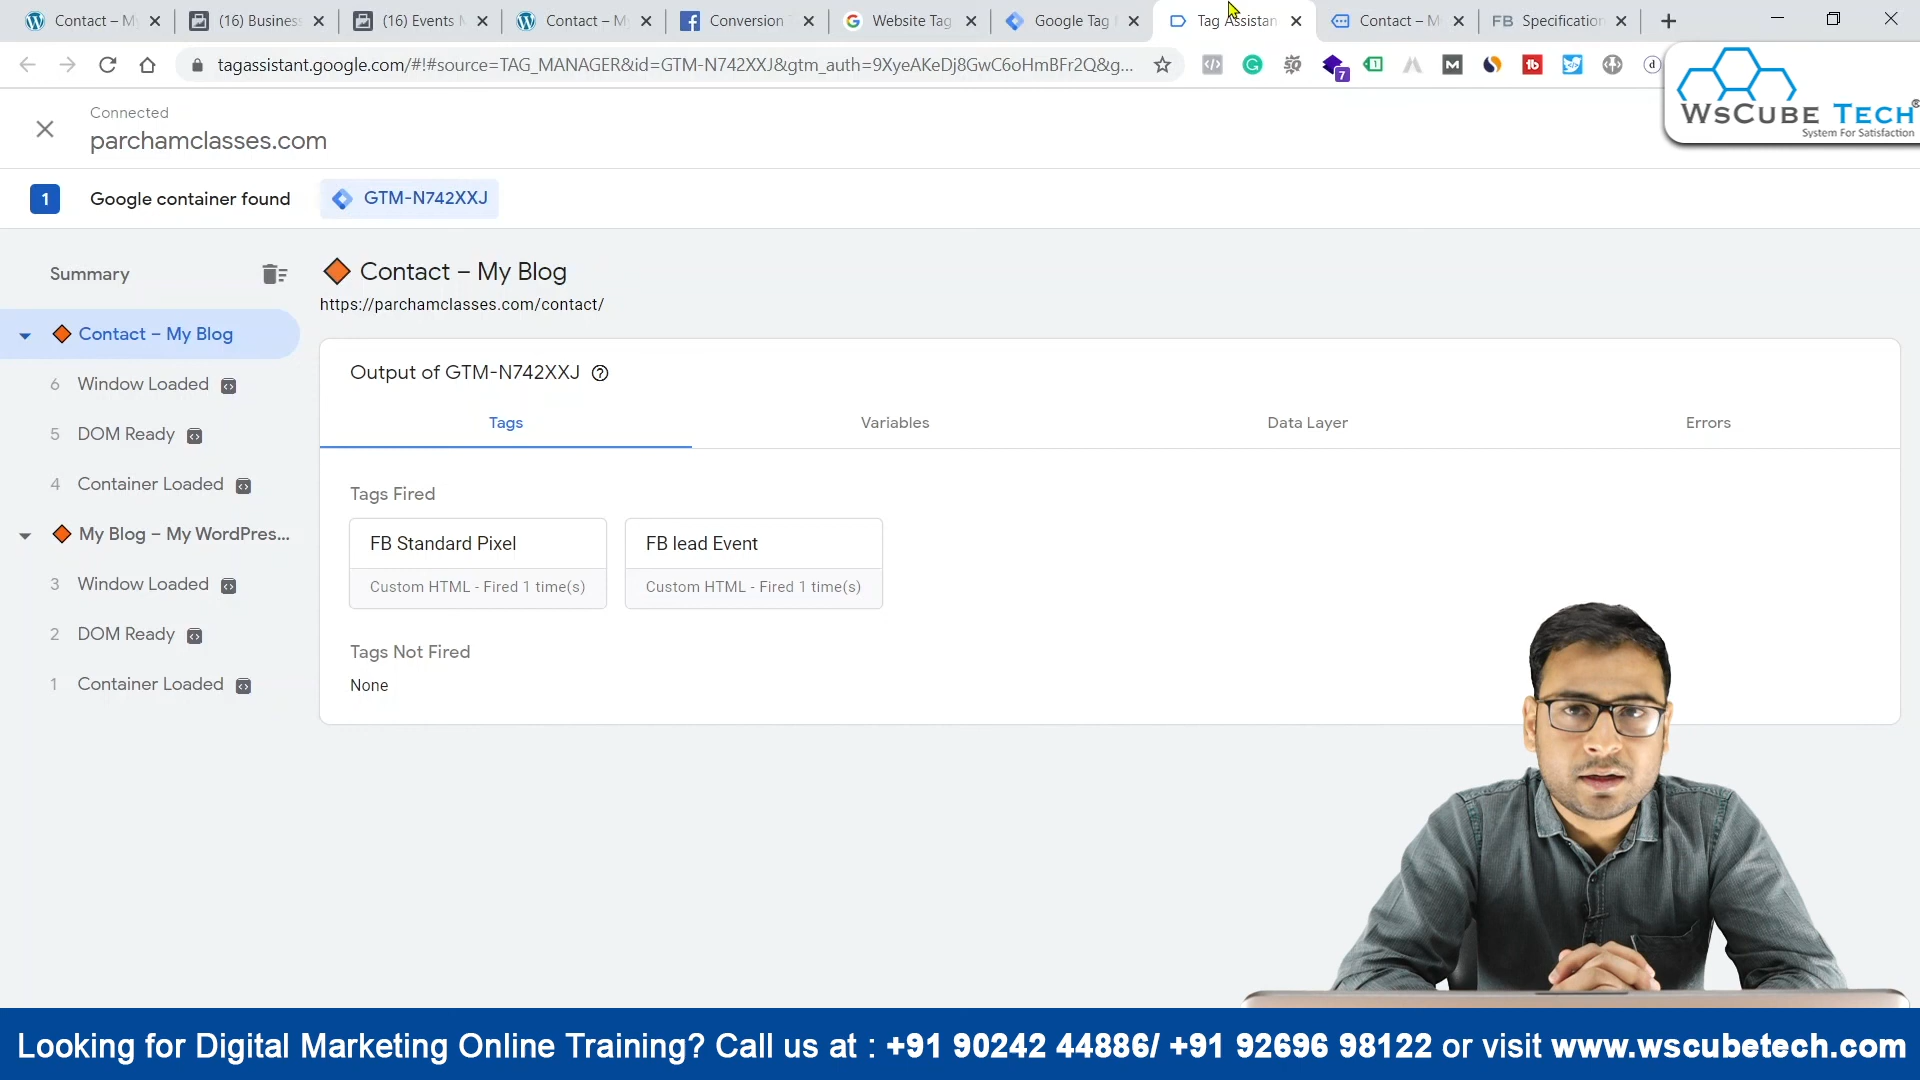 Contact – My
(16) Business
(16) Events M
Contact – My
Conversion
Website Tag
Google Tag
Tag Assistan
Contact – M
FB Specification
tagassistant.google.com/#!#source=TAG_MANAGER&id=GTM-N742XXJ&gtm_auth=9XyeAKeDj8GwC6oHmBFr2Q&g...
WsCube Tech®
System For Satisfaction
Connected
parchamclasses.com
1 Google container found GTM-N742XXJ
Summary
Contact – My Blog
6 Window Loaded
5 DOM Ready
4 Container Loaded
My Blog – My WordPres...
3 Window Loaded
2 DOM Ready
1 Container Loaded
Contact – My Blog
https://parchamclasses.com/contact/
Output of GTM-N742XXJ
Tags Variables Data Layer Errors
Tags Fired
FB Standard Pixel
Custom HTML - Fired 1 time(s)
FB lead Event
Custom HTML - Fired 1 time(s)
Tags Not Fired
None
Looking for Digital Marketing Online Training? Call us at : +91 90242 44886/ +91 92696 98122 or visit www.wscubetech.com